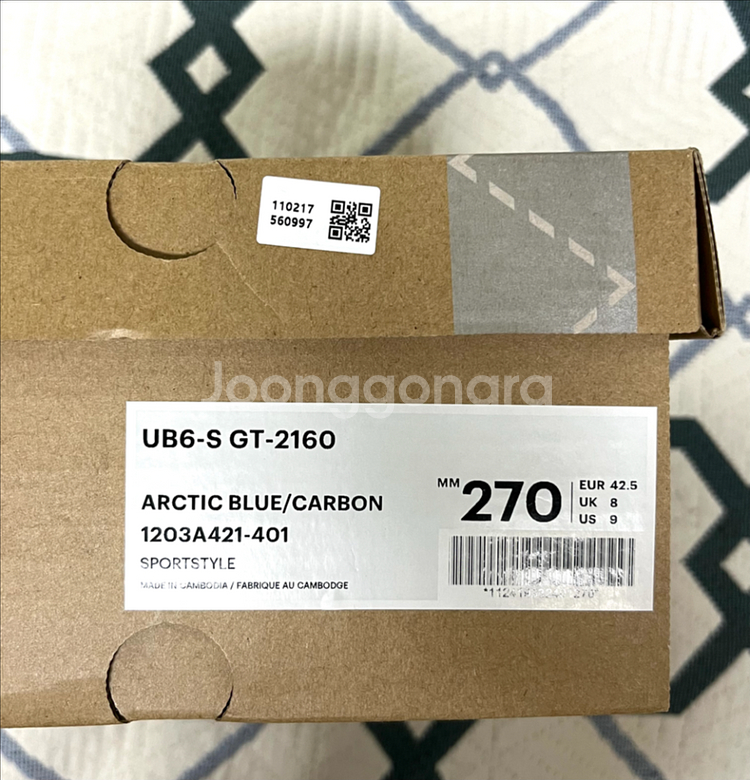 110217
560997
Joonggonara
UB6-S GT-2160
ARCTIC BLUE/CARBON
1203A421-401
SPORTSTYLE
MADE IN CAMBODIA / FABRIQUE AU CAMBODGE
MM 270
EUR 42.5
UK 8
US 9